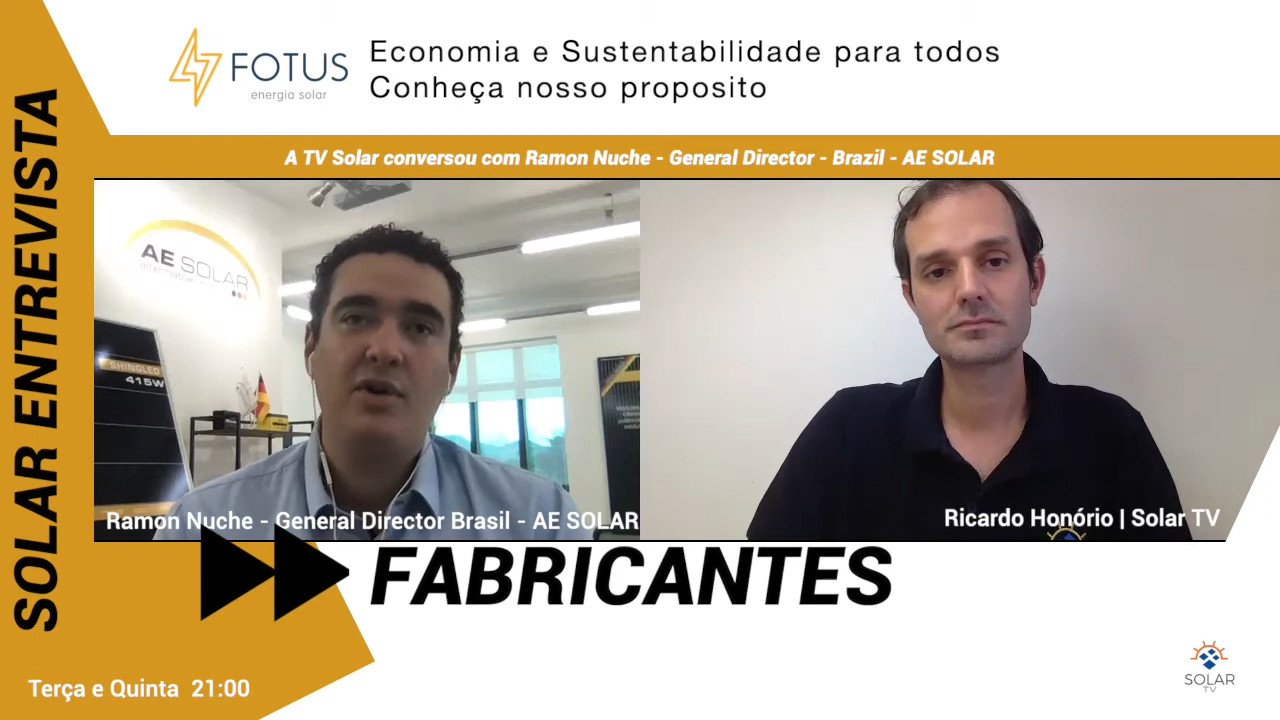 FOTUS
energia solar
Economia e Sustentabilidade para todos
Conheça nosso proposito
A TV Solar conversou com Ramon Nuche - General Director - Brazil - AE SOLAR
SOLAR ENTREVISTA
AE SOLAR
SHINGLED
415W
Ramon Nuche - General Director Brasil - AE SOLAR
Ricardo Honório | Solar TV
FABRICANTES
Terça e Quinta 21:00
SOLAR
TV